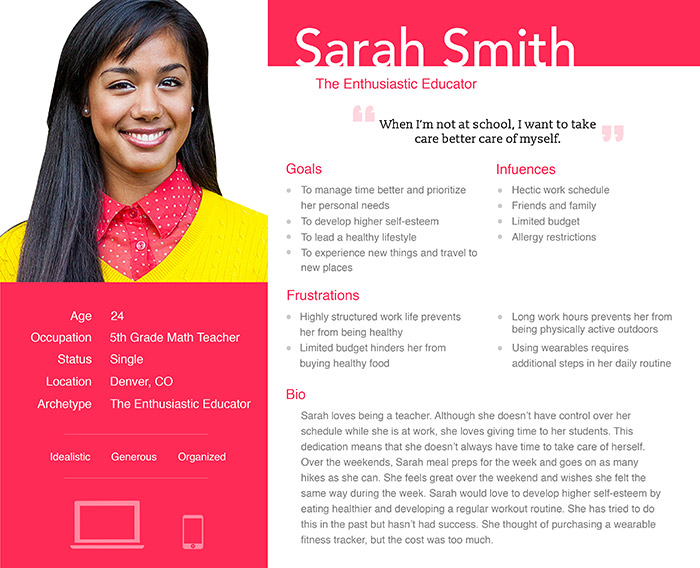 Sarah Smith
The Enthusiastic Educator
“ When I’m not at school, I want to take
care better care of myself. ”
Goals
To manage time better and prioritize
her personal needs
To develop higher self-esteem
To lead a healthy lifestyle
To experience new things and travel to
new places
Infuences
Hectic work schedule
Friends and family
Limited budget
Allergy restrictions
Frustrations
Highly structured work life prevents
her from being healthy
Limited budget hinders her from
buying healthy food
Long work hours prevents her from
being physically active outdoors
Using wearables requires
additional steps in her daily routine
Bio
Sarah loves being a teacher. Although she doesn’t have control over her
schedule while she is at work, she loves giving time to her students. This
dedication means that she doesn’t always have time to take care of herself.
Over the weekends, Sarah meal preps for the week and goes on as many
hikes as she can. She feels great over the weekend and wishes she felt the
same way during the week. Sarah would love to develop higher self-esteem by
eating healthier and developing a regular workout routine. She has tried to do
this in the past but hasn’t had success. She thought of purchasing a wearable
fitness tracker, but the cost was too much.
Age 24
Occupation 5th Grade Math Teacher
Status Single
Location Denver, CO
Archetype The Enthusiastic Educator
Idealistic Generous Organized